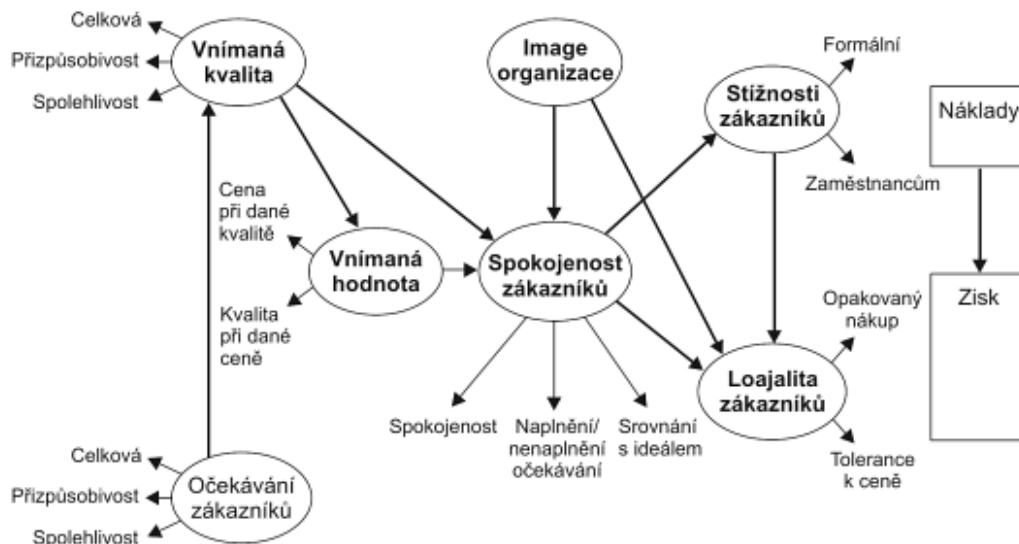 Celková
Přizpůsobivost
Spolehlivost
Vnímaná
kvalita
Image
organizace
Formální
Stížnosti
zákazníků
Zaměstnancům
Náklady
Cena
při dané
kvalitě
Vnímaná
hodnota
Kvalita
při dané
ceně
Spokojenost
zákazníků
Opakovaný
nákup
Zisk
Loajalita
zákazníků
Spokojenost
Naplnění/
nenaplnění
očekávání
Srovnání
s ideálem
Tolerance
k ceně
Celková
Přizpůsobivost
Spolehlivost
Očekávání
zákazníků